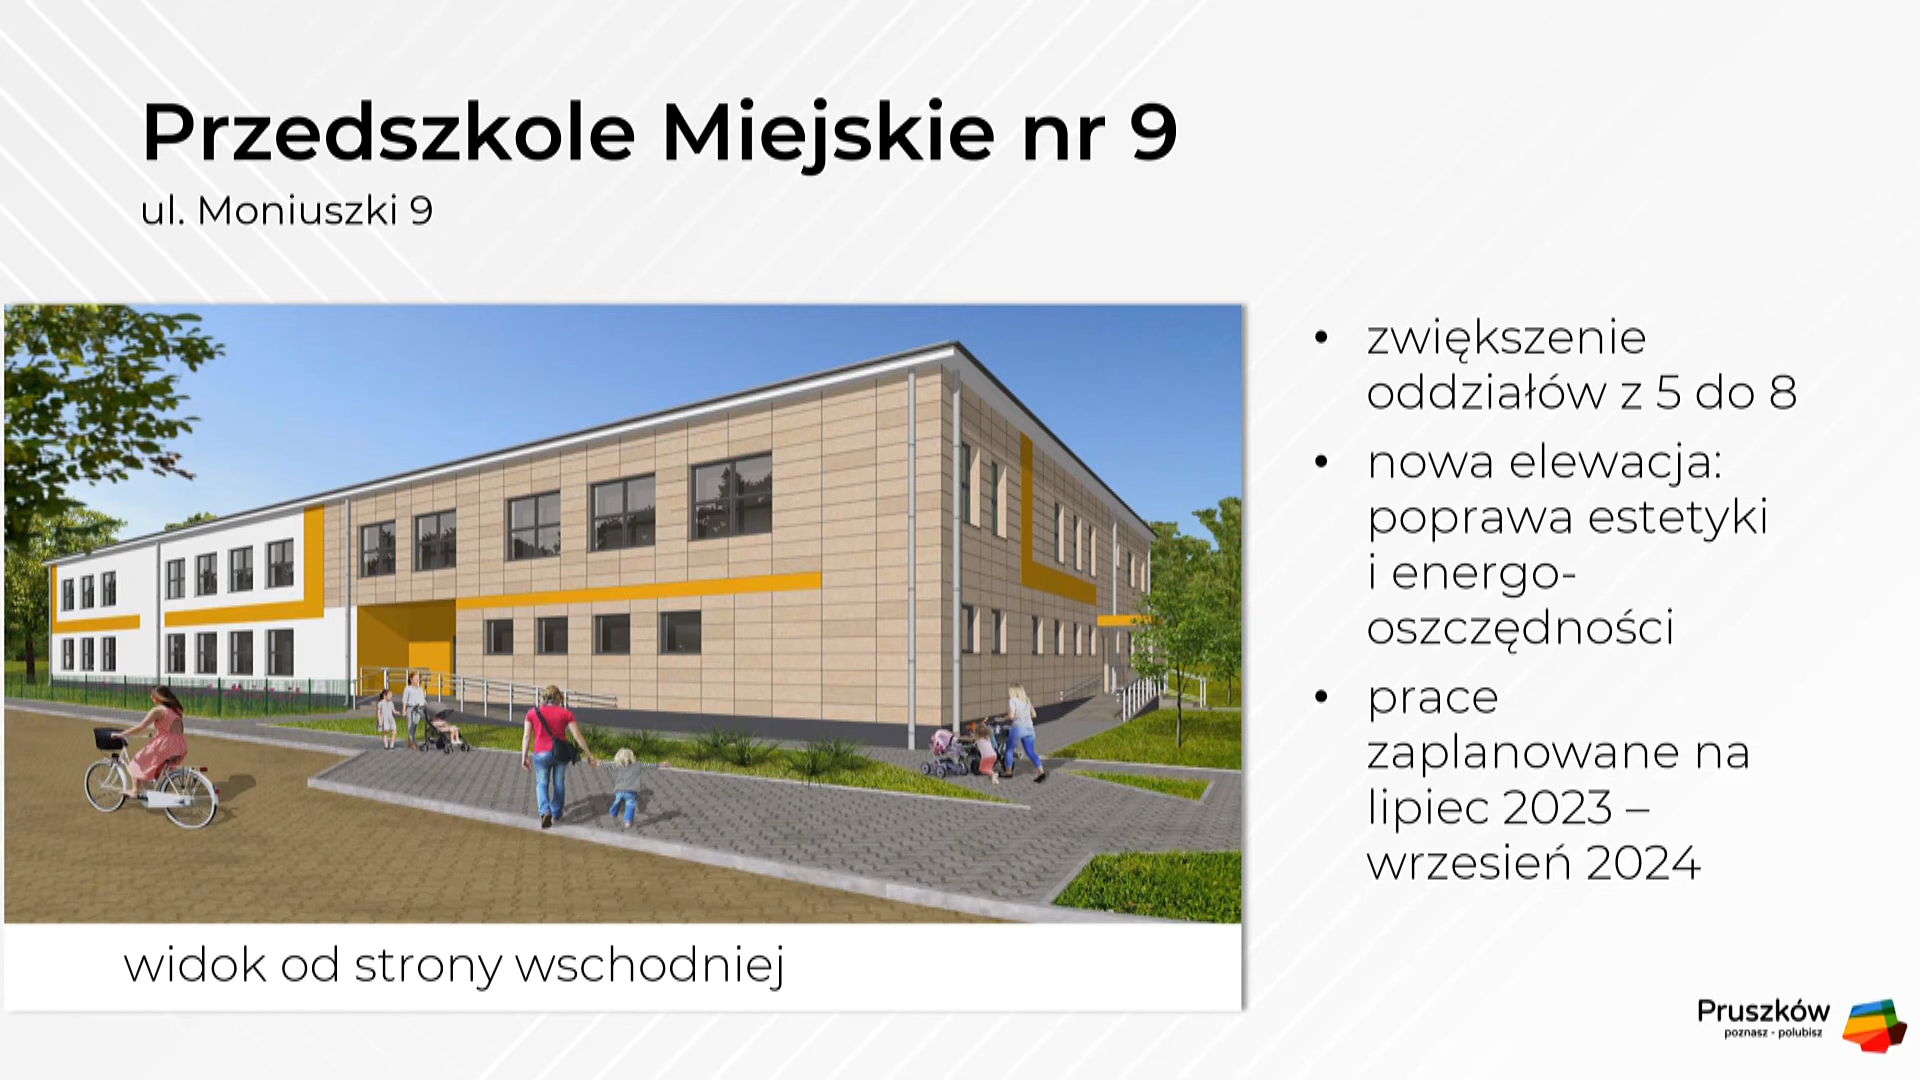 Przedszkole Miejskie nr 9
ul. Moniuszki 9
• zwiększenie
oddziałów z 5 do 8
• nowa elewacja:
poprawa estetyki
i energo-
oszczędności
• prace
zaplanowane na
lipiec 2023 –
wrzesień 2024
widok od strony wschodniej
Pruszków
poznasz - polubisz